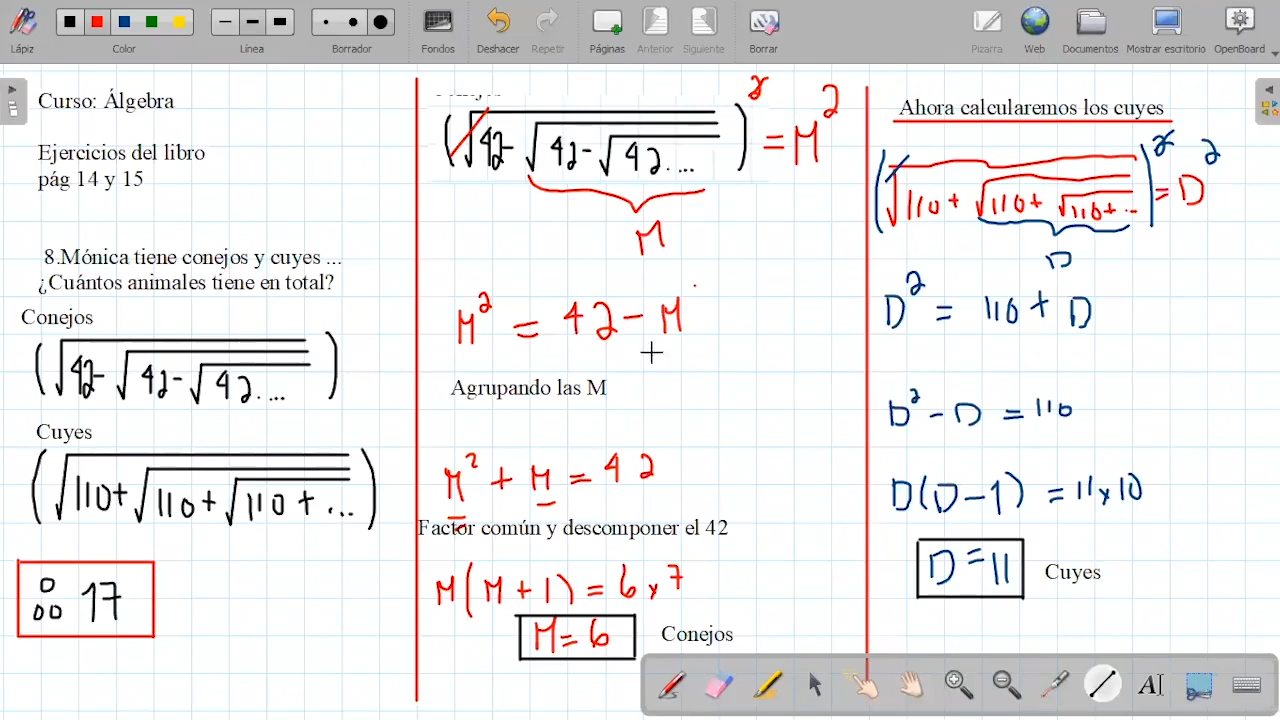 Lápiz
Color
Línea
Borrador
Fondos
Deshacer
Repetir
Páginas
Anterior
Siguiente
Borrar
Pizarra
Web
Documentos
Mostrar escritorio
OpenBoard
Curso: Álgebra
Ejercicios del libro
pág 14 y 15
8.Mónica tiene conejos y cuyes ...
¿Cuántos animales tiene en total?
Conejos
(√42-√42-√42....)
Cuyes
(√110+√110+√110+...)
∴ 17
(√42-√42-√42....)² = M²
M
M² = 42 - M
Agrupando las M
M² + M = 42
Factor común y descomponer el 42
M(M+1) = 6x7
M= 6
Conejos
Ahora calcularemos los cuyes
(√110+√110+√110+...)² = D²
D
D² = 110 + D
D² - D = 110
D(D-1) = 11x10
D = 11
Cuyes
A